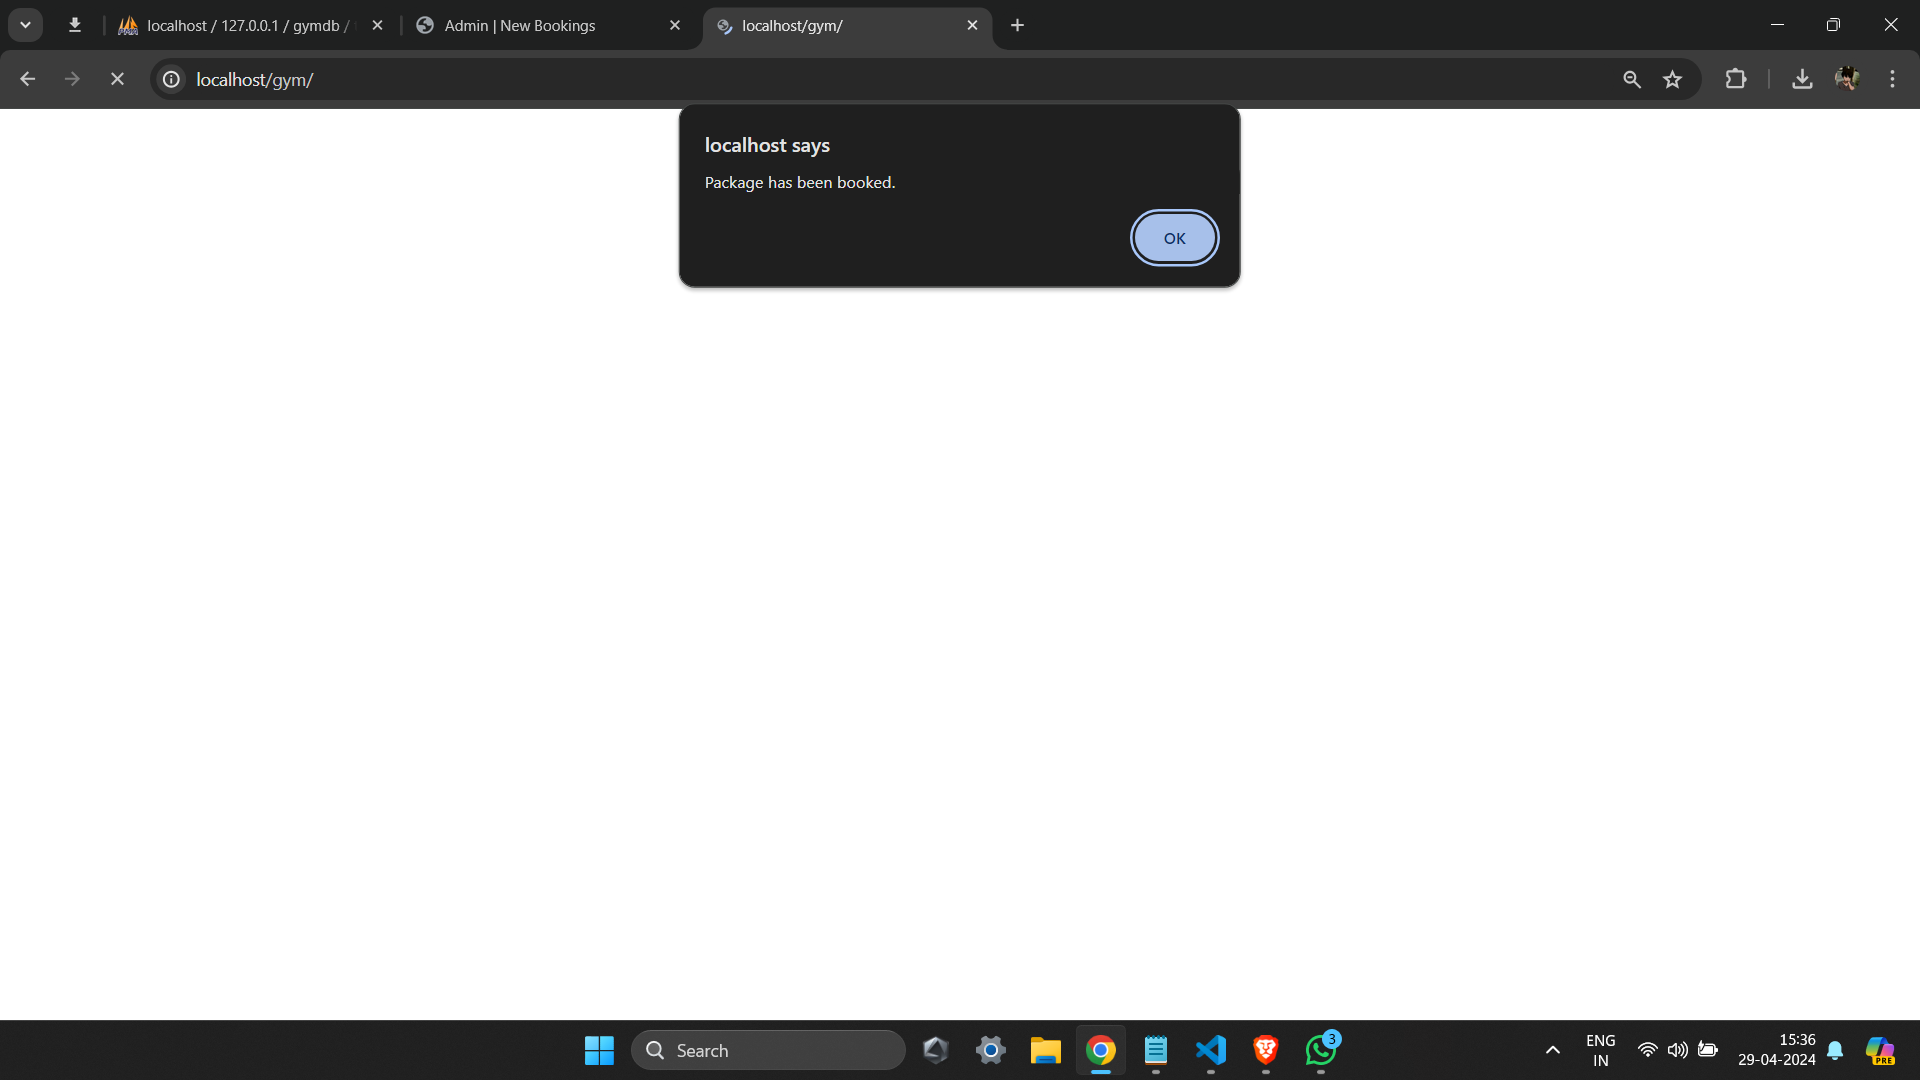 localhost / 127.0.0.1 / gymdb /
Admin | New Bookings
localhost/gym/
localhost/gym/
localhost says
Package has been booked.
OK
Search
3
ENG
IN
15:36
29-04-2024
PRE